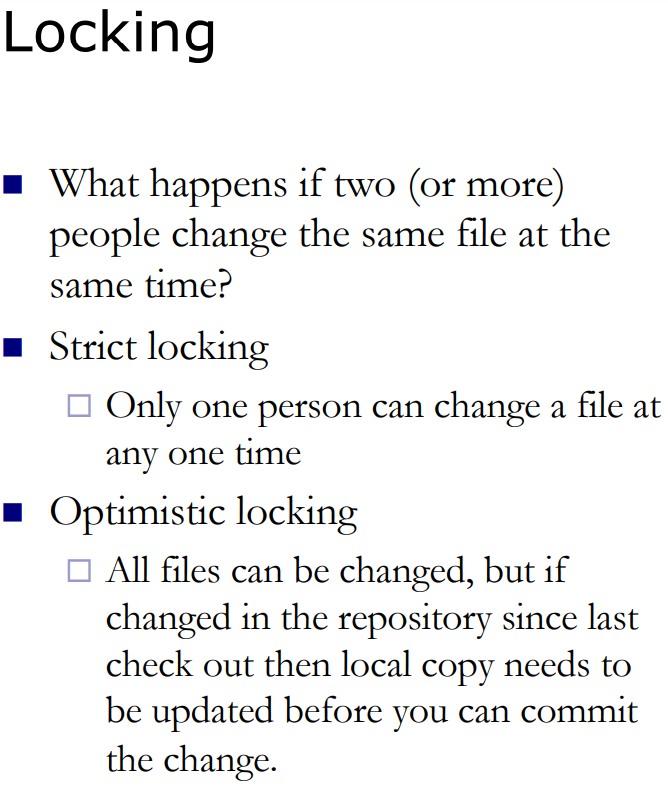 Locking
What happens if two (or more)
people change the same file at the
same time?
Strict locking
Only one person can change a file at
any one time
Optimistic locking
All files can be changed, but if
changed in the repository since last
check out then local copy needs to
be updated before you can commit
the change.